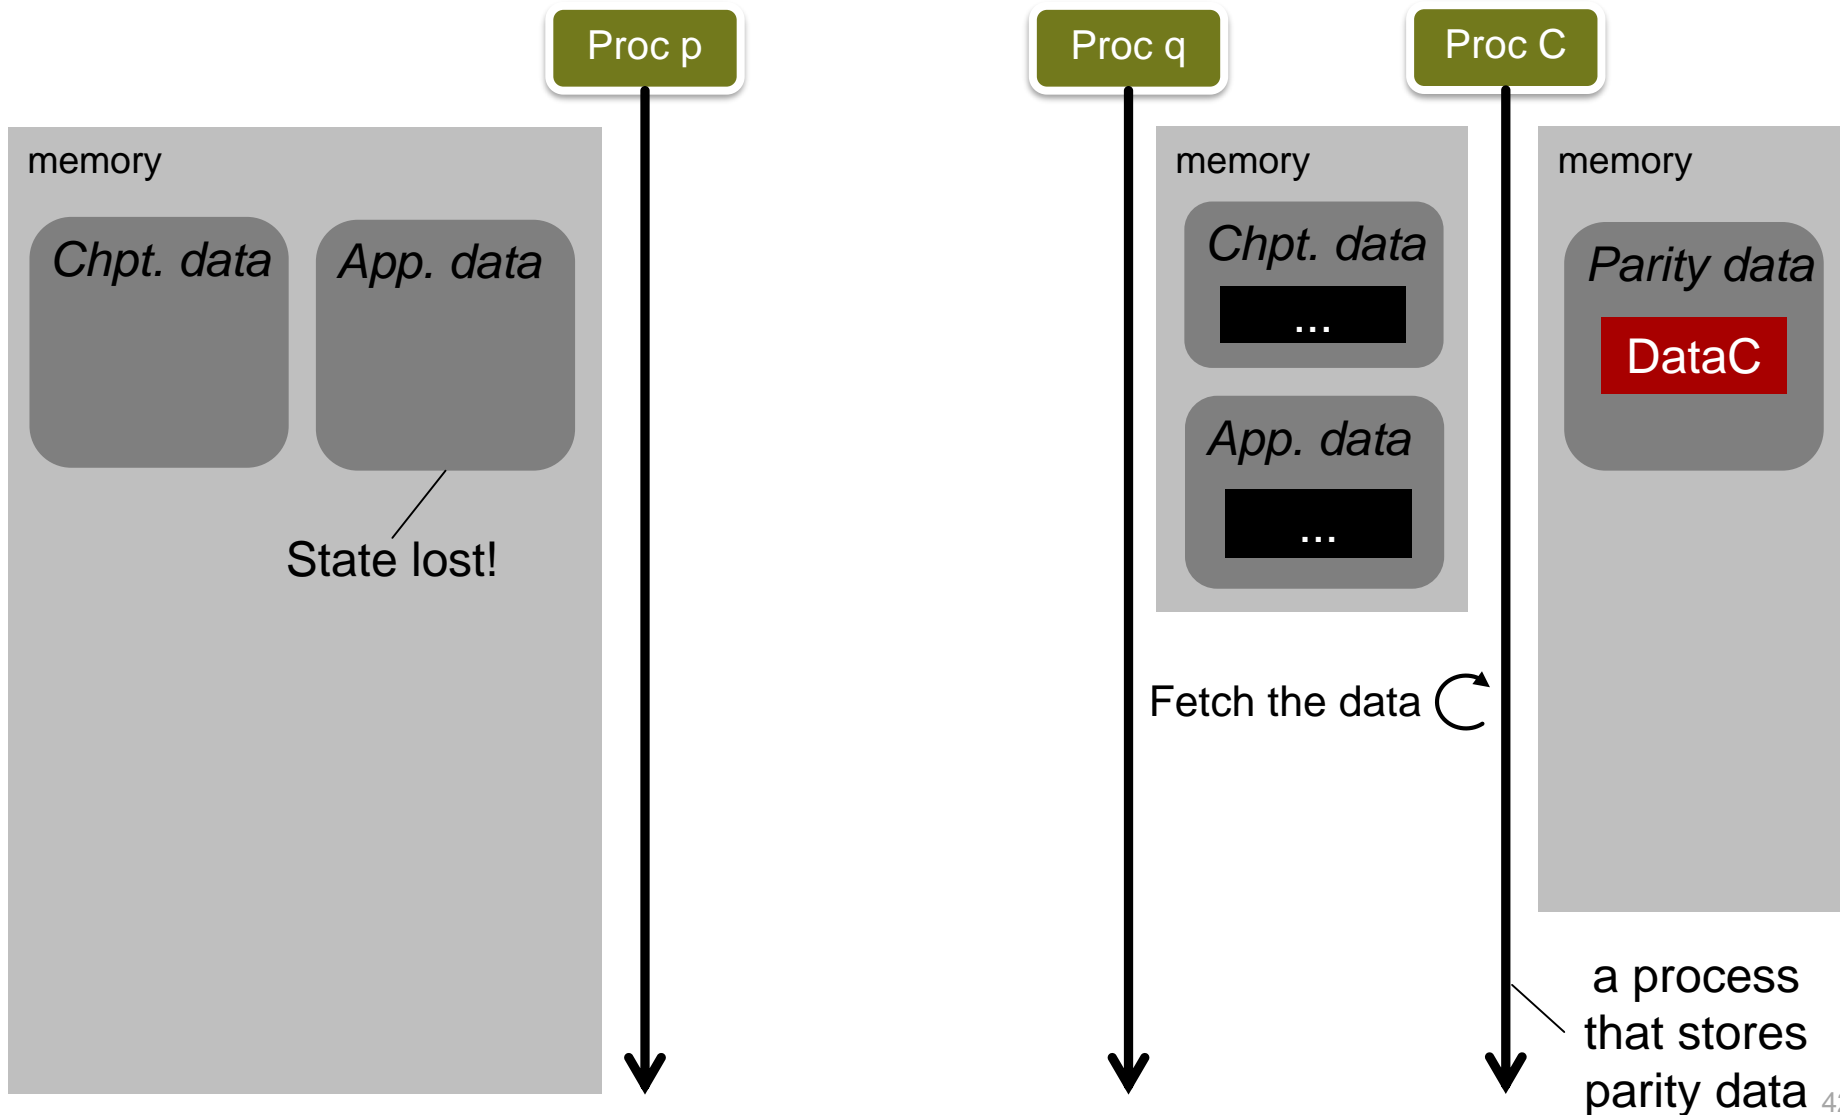 Proc p
Proc q
Proc C
memory
Chpt. data
App. data
State lost!
memory
Chpt. data
...
App. data
...
memory
Parity data
DataC
Fetch the data
a process
that stores
parity data